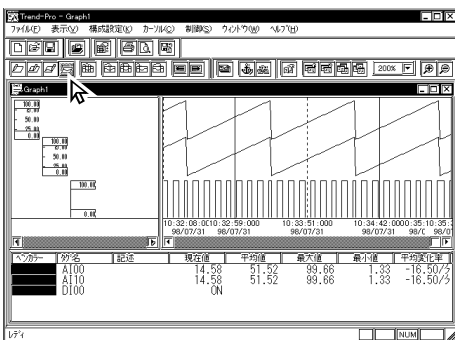 Trend-Pro - Graph1
ﾌｧｲﾙ(F) 表示(V) 構成設定(K) ｶｰｿﾙ(C) 制御(S) ｳｨﾝﾄﾞｳ(W) ﾍﾙﾌﾟ(H)
200%
Graph1
100.00
50.00
25.00
0.00
100.00
50.00
25.00
0.00
100.00
0.00
10:32:08:00 10:32:59:000 10:33:51:000 10:34:42:000
98/07/31 98/07/31 98/07/31 98/07/31
ﾍﾟﾝｶﾗｰ ﾀｸﾞ名 記述 現在値 平均値 最大値 最小値 平均変化率
AI00 14.58 51.52 99.66 1.33 -16.50/分
AI10 14.58 51.52 99.66 1.33 -16.50/分
DI00 ON
ﾚﾃﾞｨ NUM